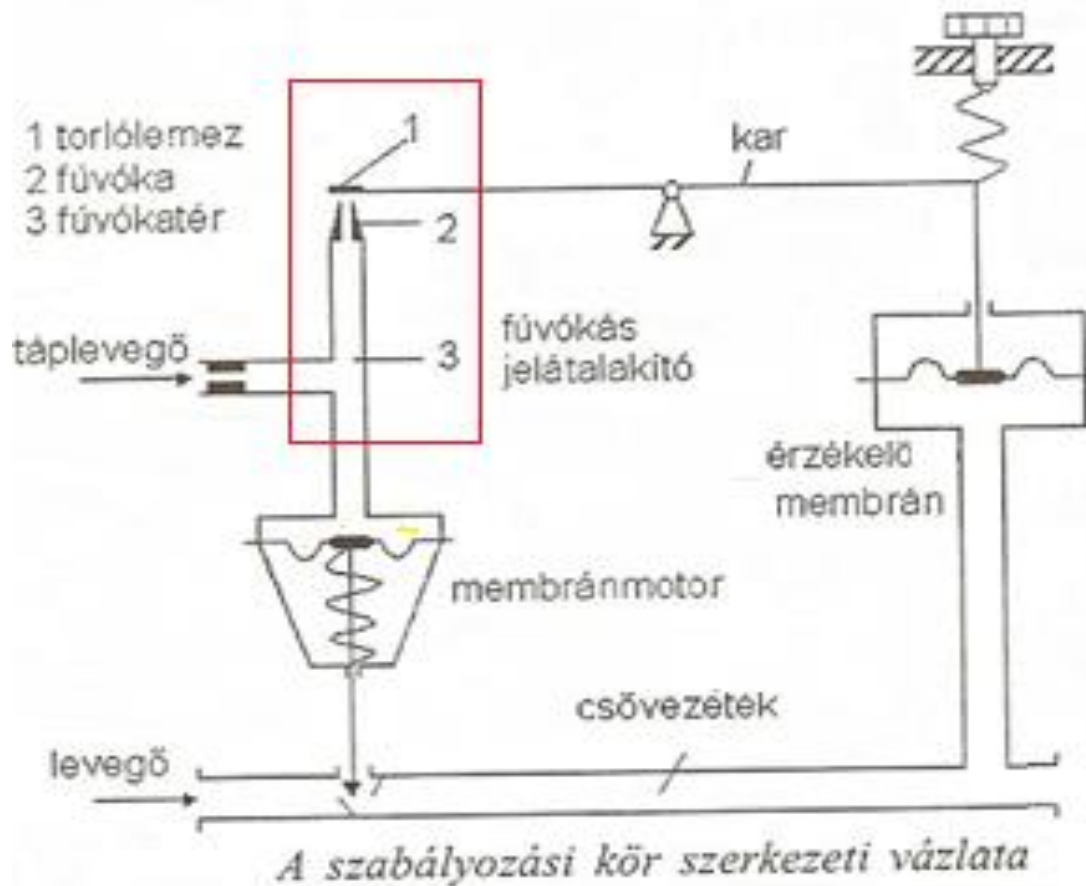 1 torlólemez
2 fúvóka
3 fúvókatér
1
kar
2
táplevegő
3
fúvókás
jelátalakító
érzékelő
membrán
membránmotor
csővezeték
levegő
A szabályozási kör szerkezeti vázlata